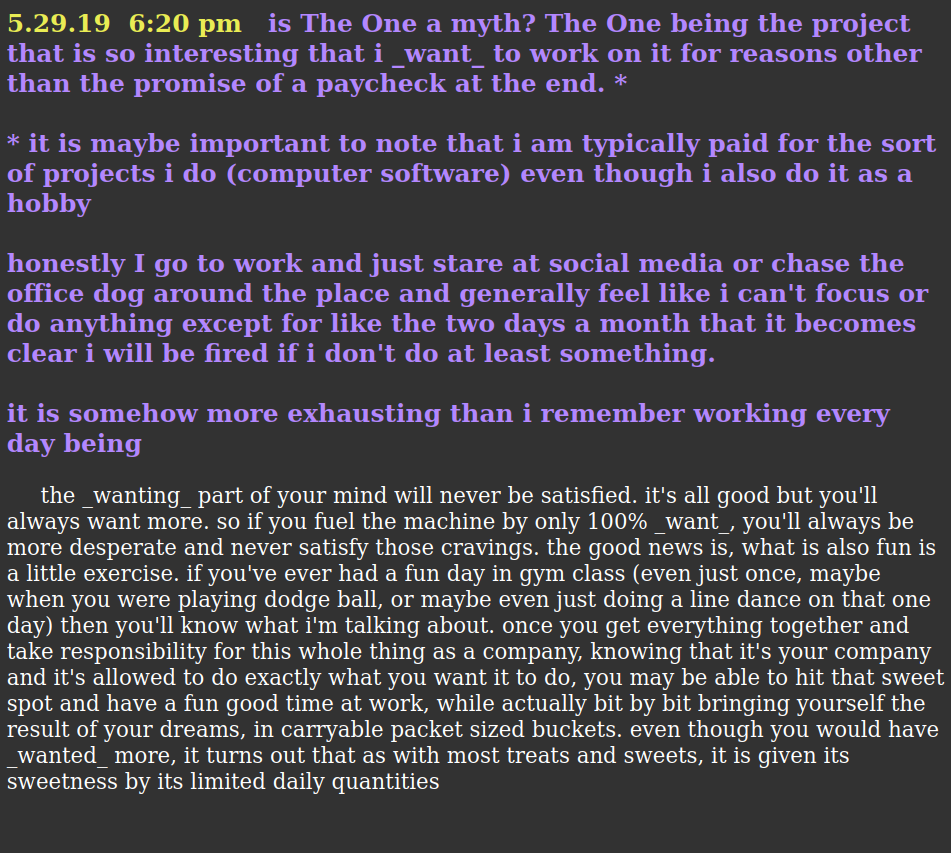 5.29.19 6:20 pm is The One a myth? The One being the project
that is so interesting that i _want_ to work on it for reasons other
than the promise of a paycheck at the end. *
* it is maybe important to note that i am typically paid for the sort
of projects i do (computer software) even though i also do it as a
hobby
honestly I go to work and just stare at social media or chase the
office dog around the place and generally feel like i can't focus or
do anything except for like the two days a month that it becomes
clear i will be fired if i don't do at least something.
it is somehow more exhausting than i remember working every
day being
the _wanting_ part of your mind will never be satisfied. it's all good but you'll
always want more. so if you fuel the machine by only 100% _want_, you'll always be
more desperate and never satisfy those cravings. the good news is, what is also fun is
a little exercise. if you've ever had a fun day in gym class (even just once, maybe
when you were playing dodge ball, or maybe even just doing a line dance on that one
day) then you'll know what i'm talking about. once you get everything together and
take responsibility for this whole thing as a company, knowing that it's your company
and it's allowed to do exactly what you want it to do, you may be able to hit that sweet
spot and have a fun good time at work, while actually bit by bit bringing yourself the
result of your dreams, in carryable packet sized buckets. even though you would have
_wanted_ more, it turns out that as with most treats and sweets, it is given its
sweetness by its limited daily quantities